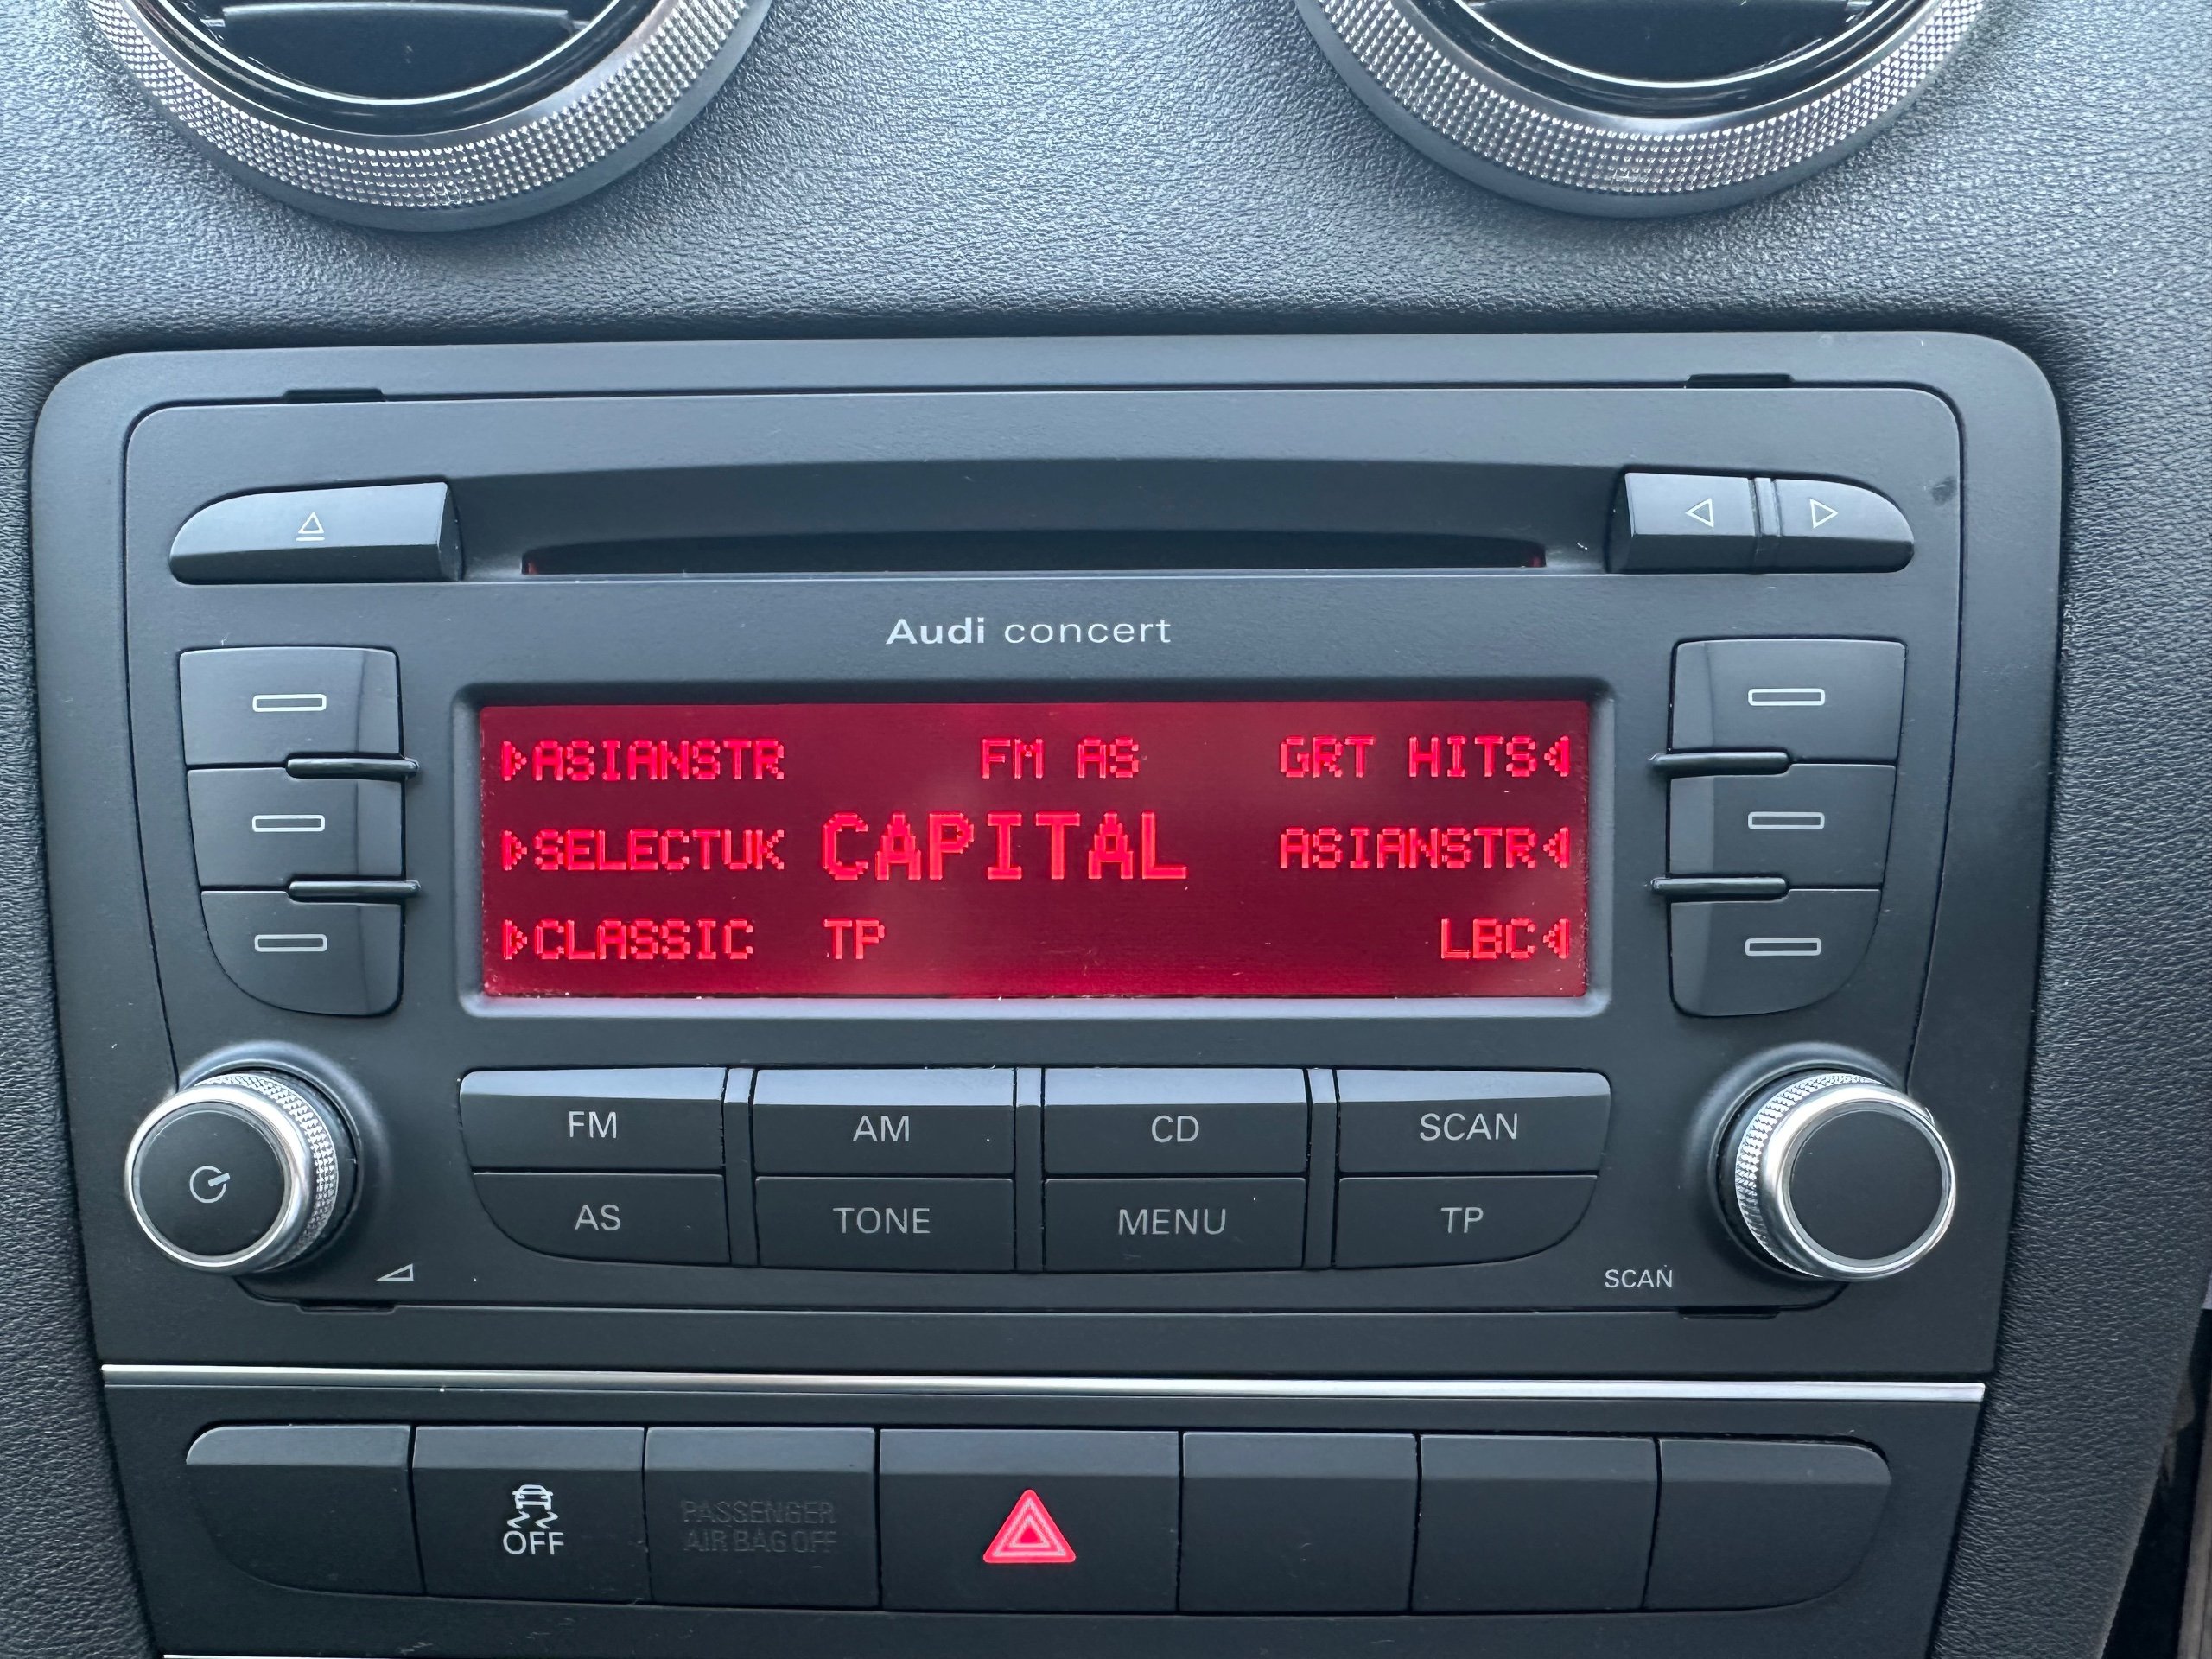 Audi concert
ASIANSTR FM AS GRT HITS
SELECTUK CAPITAL ASIANSTR
CLASSIC TP LBC
FM AM CD SCAN
AS TONE MENU TP
SCAN
OFF
PASSENGER
AIR BAG OFF